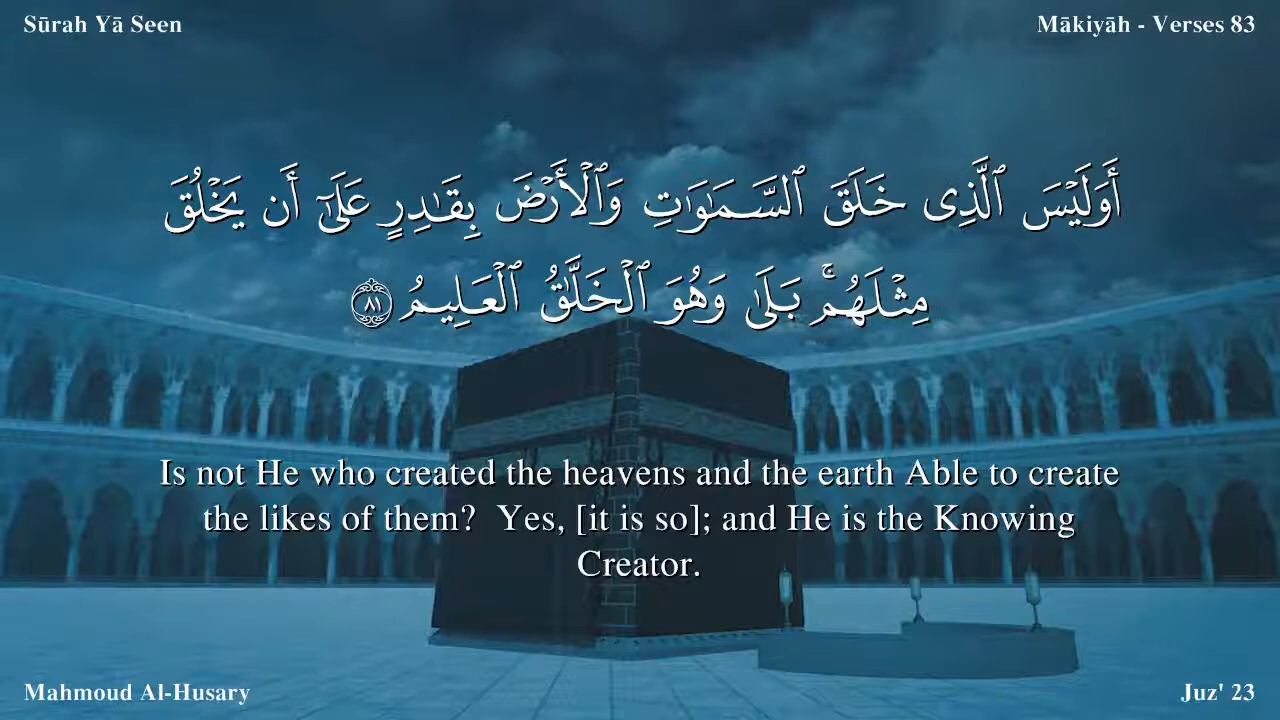 Sūrah Yā Seen
Mākiyāh - Verses 83
أَوَلَيْسَ ٱلَّذِى خَلَقَ ٱلسَّمَـٰوَٰتِ وَٱلْأَرْضَ بِقَـٰدِرٍ عَلَىٰٓ أَن يَخْلُقَ
مِثْلَهُم ۚ بَلَىٰ وَهُوَ ٱلْخَلَّـٰقُ ٱلْعَلِيمُ ٨١
Is not He who created the heavens and the earth Able to create
the likes of them?  Yes, [it is so]; and He is the Knowing
Creator.
Mahmoud Al-Husary
Juz' 23